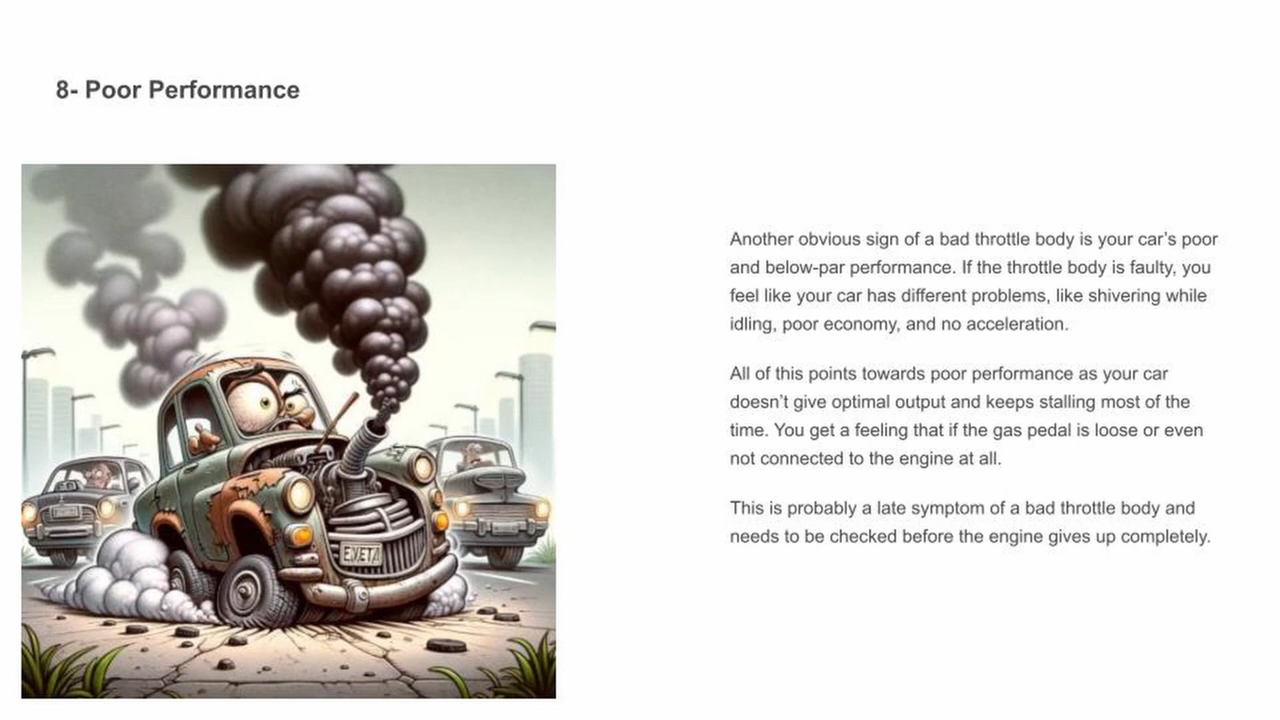 8- Poor Performance
Another obvious sign of a bad throttle body is your car’s poor
and below-par performance. If the throttle body is faulty, you
feel like your car has different problems, like shivering while
idling, poor economy, and no acceleration.
All of this points towards poor performance as your car
doesn’t give optimal output and keeps stalling most of the
time. You get a feeling that if the gas pedal is loose or even
not connected to the engine at all.
This is probably a late symptom of a bad throttle body and
needs to be checked before the engine gives up completely.